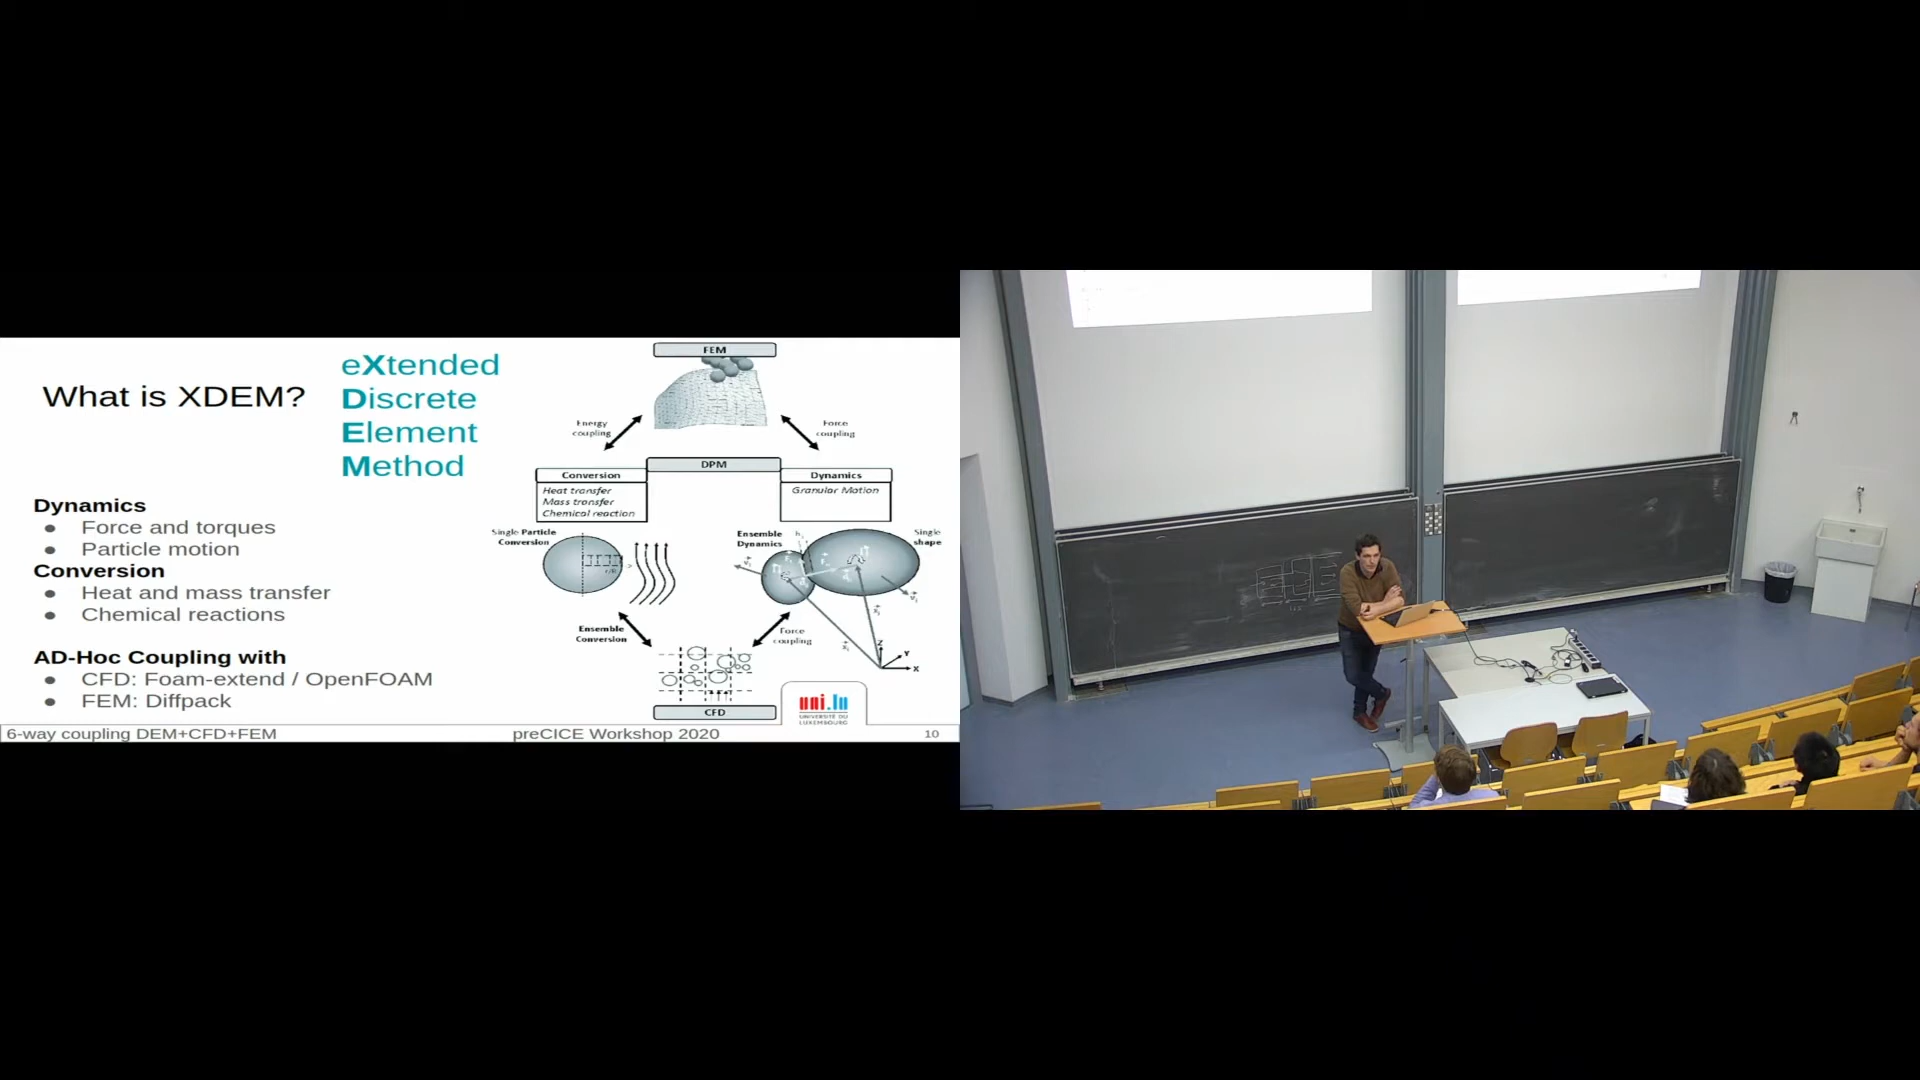 What is XDEM?
eXtended
Discrete
Element
Method
Dynamics
● Force and torques
● Particle motion
Conversion
● Heat and mass transfer
● Chemical reactions
AD-Hoc Coupling with
● CFD: Foam-extend / OpenFOAM
● FEM: Diffpack
FEM
Energy
coupling
Force
coupling
DPM
Conversion
Heat transfer
Mass transfer
Chemical reaction
Dynamics
Granular Motion
Single Particle
Conversion
Ensemble
Dynamics
Single
shape
Ensemble
Conversion
Force
coupling
Z
Y
X
CFD
uni.lu
UNIVERSITÉ DU
LUXEMBOURG
6-way coupling DEM+CFD+FEM
preCICE Workshop 2020
10